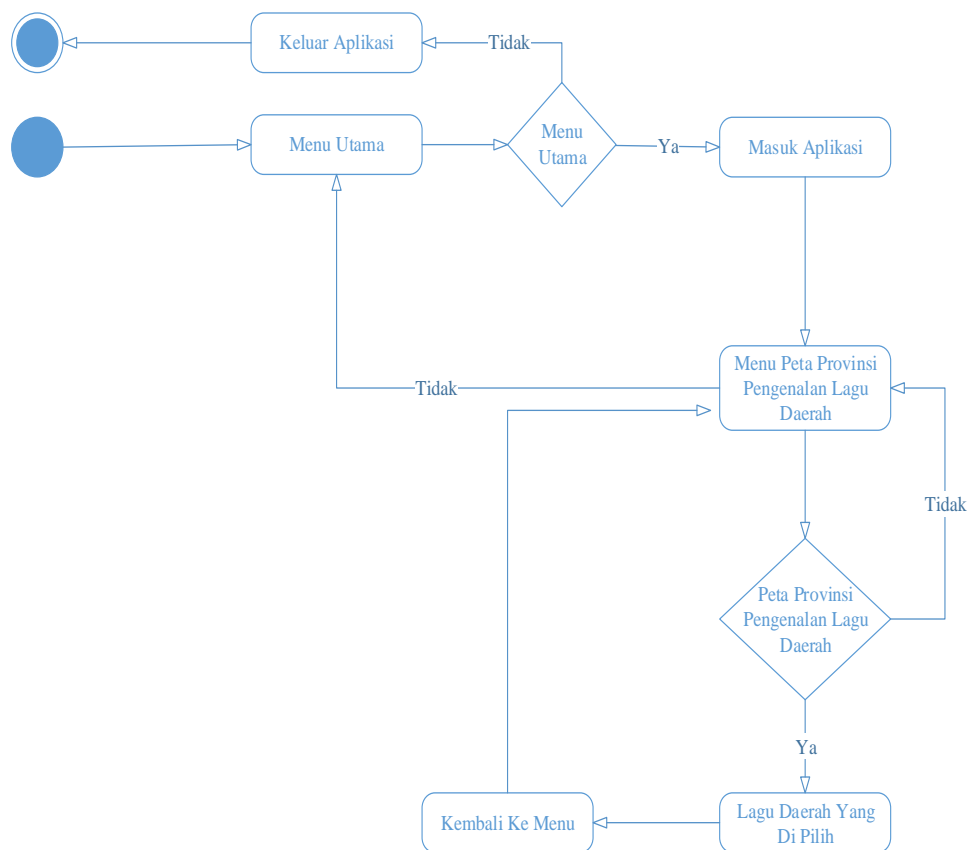 Keluar Aplikasi
Tidak
Menu Utama
Menu
Utama
Ya
Masuk Aplikasi
Menu Peta Provinsi
Pengenalan Lagu
Daerah
Tidak
Tidak
Peta Provinsi
Pengenalan Lagu
Daerah
Ya
Kembali Ke Menu
Lagu Daerah Yang
Di Pilih